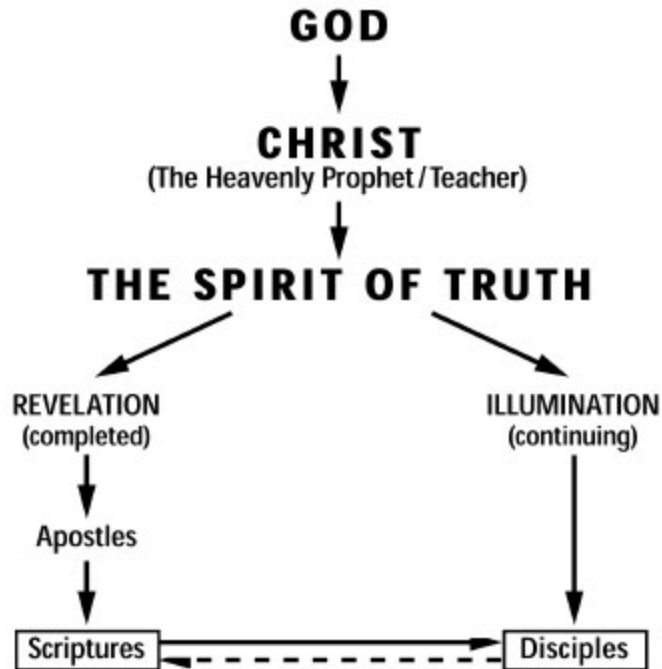 GOD
CHRIST
(The Heavenly Prophet/Teacher)
THE SPIRIT OF TRUTH
REVELATION
(completed)
ILLUMINATION
(continuing)
Apostles
Scriptures
Disciples